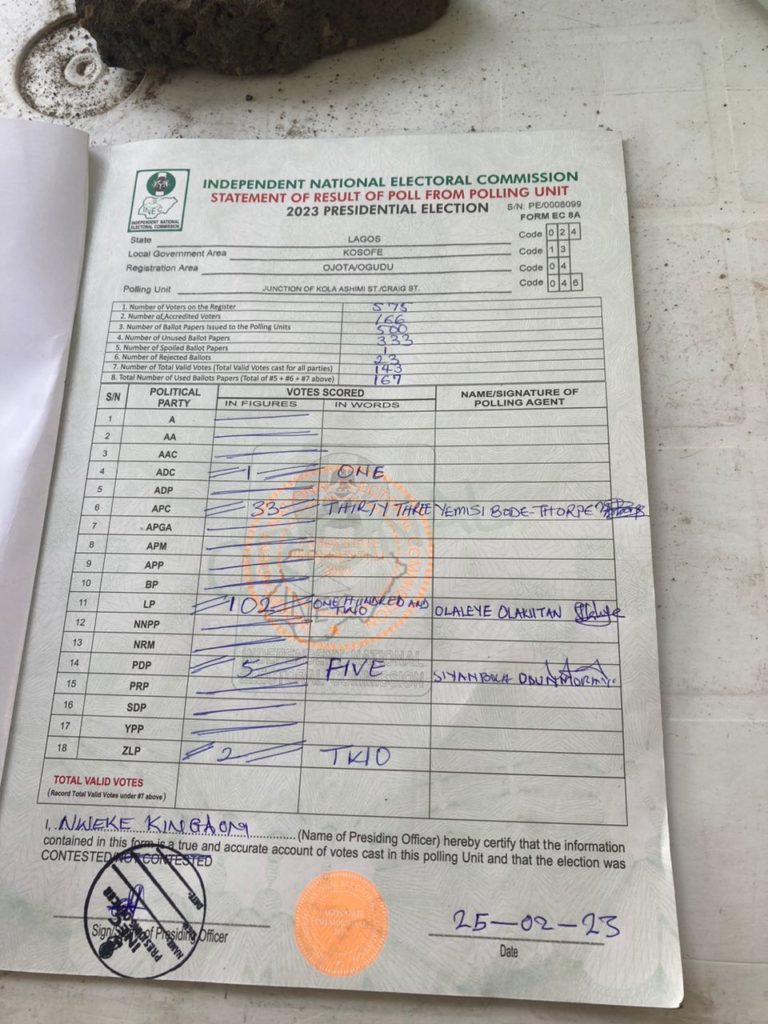 INDEPENDENT NATIONAL ELECTORAL COMMISSION
STATEMENT OF RESULT OF POLL FROM POLLING UNIT
2023 PRESIDENTIAL ELECTION S/N: PE/0008099
FORM EC 8A
INEC
INDEPENDENT NATIONAL ELECTORAL COMMISSION
State LAGOS Code 0 2 4
Local Government Area KOSOFE Code 1 3
Registration Area OJOTA/OGUDU Code 0 4
Polling Unit JUNCTION OF KOLA ASHIMI ST./CRAIG ST. Code 0 4 6
1. Number of Voters on the Register 575
2. Number of Accredited Voters 166
3. Number of Ballot Papers Issued to the Polling Units 500
4. Number of Unused Ballot Papers 333
5. Number of Spoiled Ballot Papers 1
6. Number of Rejected Ballots 23
7. Number of Total Valid Votes (Total Valid Votes cast for all parties) 143
8. Total Number of Used Ballots Papers (Total of #5 + #6 + #7 above) 167
S/N POLITICAL PARTY VOTES SCORED NAME/SIGNATURE OF POLLING AGENT
IN FIGURES IN WORDS
1 A
2 AA
3 AAC
4 ADC 1 ONE
5 ADP
6 APC 33 THIRTY THREE YEMISI BODE-THORPE
7 APGA
8 APM
9 APP
10 BP
11 LP 102 ONE HUNDRED AND TWO OLALEYE OLAKITAN
12 NNPP
13 NRM
14 PDP 5 FIVE
15 PRP
16 SDP
17 YPP
18 ZLP 2 TWO
TOTAL VALID VOTES
(Record Total Valid Votes under #7 above)
I, NWEKE KINGDOM (Name of Presiding Officer) hereby certify that the information
contained in this form is a true and accurate account of votes cast in this polling Unit and that the election was
CONTESTED/NOT CONTESTED
25-02-23
Sign/Stamp of Presiding Officer
Date
INEC
PRESIDING OFFICER